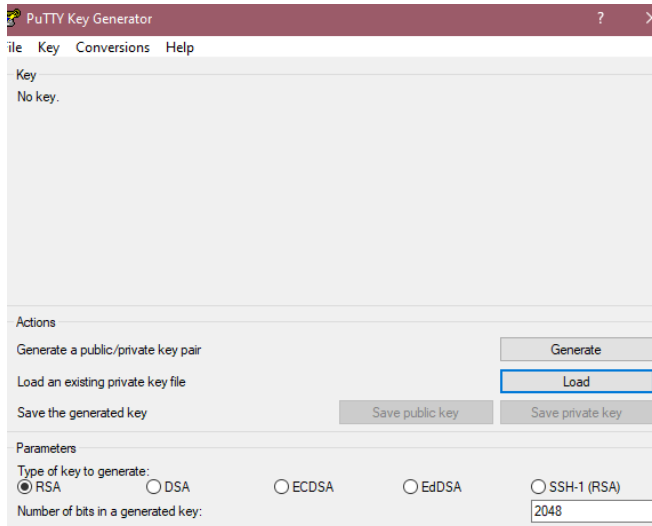 PuTTY Key Generator ?
ile Key Conversions Help
Key
No key.
Actions
Generate a public/private key pair Generate
Load an existing private key file Load
Save the generated key Save public key Save private key
Parameters
Type of key to generate:
RSA DSA ECDSA EdDSA SSH-1 (RSA)
Number of bits in a generated key: 2048